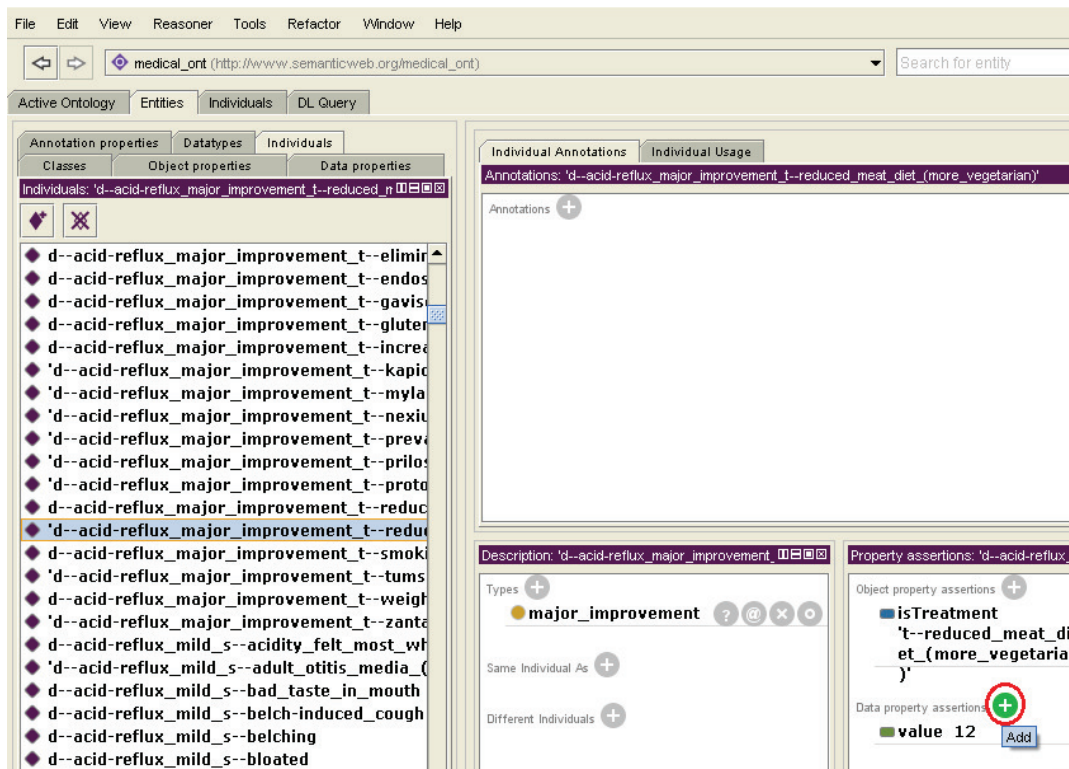 File Edit View Reasoner Tools Refactor Window Help
medical_ont (http://www.semanticweb.org/medical_ont)
Search for entity
Active Ontology Entities Individuals DL Query
Annotation properties Datatypes Individuals
Classes Object properties Data properties
Individuals: 'd--acid-reflux_major_improvement_t--reduced_r
d--acid-reflux_major_improvement_t--elimir
d--acid-reflux_major_improvement_t--endos
d--acid-reflux_major_improvement_t--gavis
d--acid-reflux_major_improvement_t--gluter
d--acid-reflux_major_improvement_t--increa
'd--acid-reflux_major_improvement_t--kapic
'd--acid-reflux_major_improvement_t--myla
'd--acid-reflux_major_improvement_t--nexiu
'd--acid-reflux_major_improvement_t--preva
'd--acid-reflux_major_improvement_t--prilos
'd--acid-reflux_major_improvement_t--proto
d--acid-reflux_major_improvement_t--reduc
'd--acid-reflux_major_improvement_t--reduc
d--acid-reflux_major_improvement_t--smoki
'd--acid-reflux_major_improvement_t--tums
d--acid-reflux_major_improvement_t--weigh
'd--acid-reflux_major_improvement_t--zanta
d--acid-reflux_mild_s--acidity_felt_most_wh
'd--acid-reflux_mild_s--adult_otitis_media_(
d--acid-reflux_mild_s--bad_taste_in_mouth
d--acid-reflux_mild_s--belch-induced_cough
d--acid-reflux_mild_s--belching
d--acid-reflux_mild_s--bloated
Individual Annotations Individual Usage
Annotations: 'd--acid-reflux_major_improvement_t--reduced_meat_diet_(more_vegetarian)'
Annotations
Description: 'd--acid-reflux_major_improvement_
Types
major_improvement
Same Individual As
Different Individuals
Property assertions: 'd--acid-reflux_
Object property assertions
isTreatment
't--reduced_meat_di
et_(more_vegetaria
)'
Data property assertions
value 12
Add